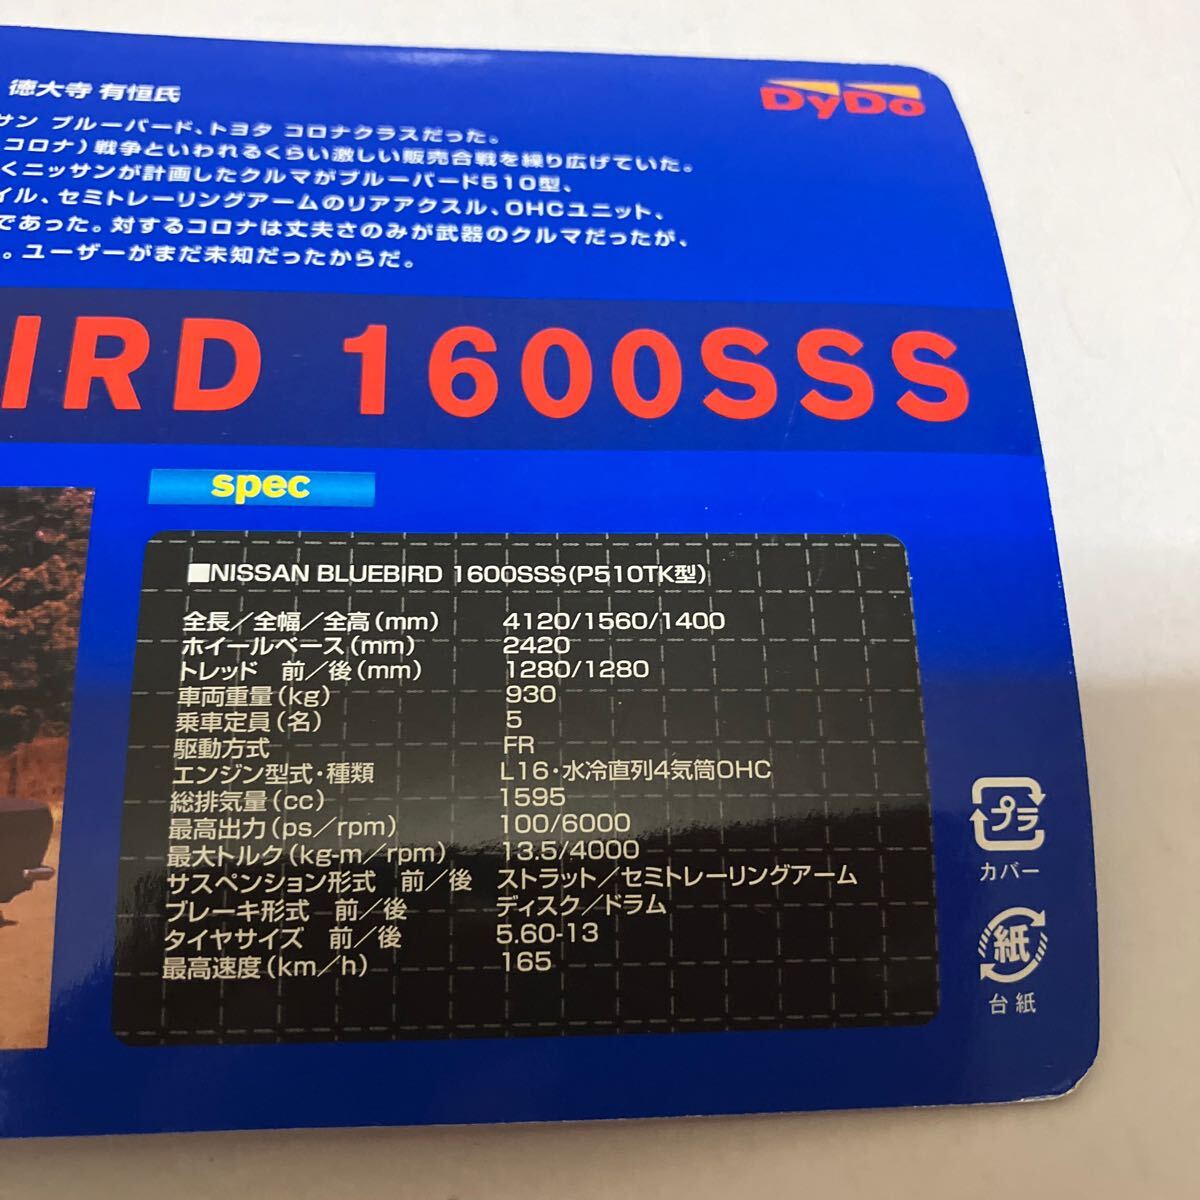 徳大寺 有恒氏
DyDo
サン ブルーバード、トヨタ コロナクラスだった。
コロナ）戦争といわれるくらい激しい販売合戦を繰り広げていた。
くニッサンが計画したクルマがブルーバード510型、
イル、セミトレーリングアームのリアアクスル、OHCユニット、
であった。対するコロナは丈夫さのみが武器のクルマだったが、
。ユーザーがまだ未知だったからだ。
IRD 1600SSS
spec
■NISSAN BLUEBIRD 1600SSS(P510TK型)
全長／全幅／全高(mm) 4120/1560/1400
ホイールベース(mm) 2420
トレッド 前／後(mm) 1280/1280
車両重量(kg) 930
乗車定員(名) 5
駆動方式 FR
エンジン型式・種類 L16・水冷直列4気筒OHC
総排気量(cc) 1595
最高出力(ps／rpm) 100/6000
最大トルク(kg-m／rpm) 13.5/4000
サスペンション形式 前／後 ストラット／セミトレーリングアーム
ブレーキ形式 前／後 ディスク／ドラム
タイヤサイズ 前／後 5.60-13
最高速度(km／h) 165
プラ
カバー
紙
台紙